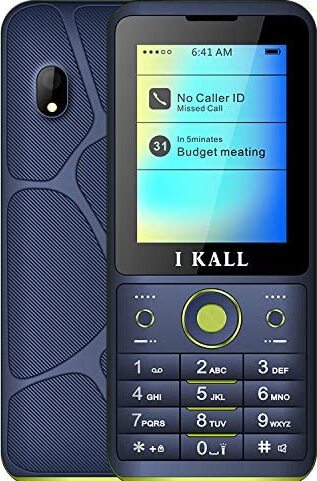 6:41 AM
No Caller ID
Missed Call
31
In 5minates
Budget meating
I KALL
1
2 ABC
3 DEF
4 GHI
5 JKL
6 MNO
7 PQRS
8 TUV
9 WXYZ
* +
0
#